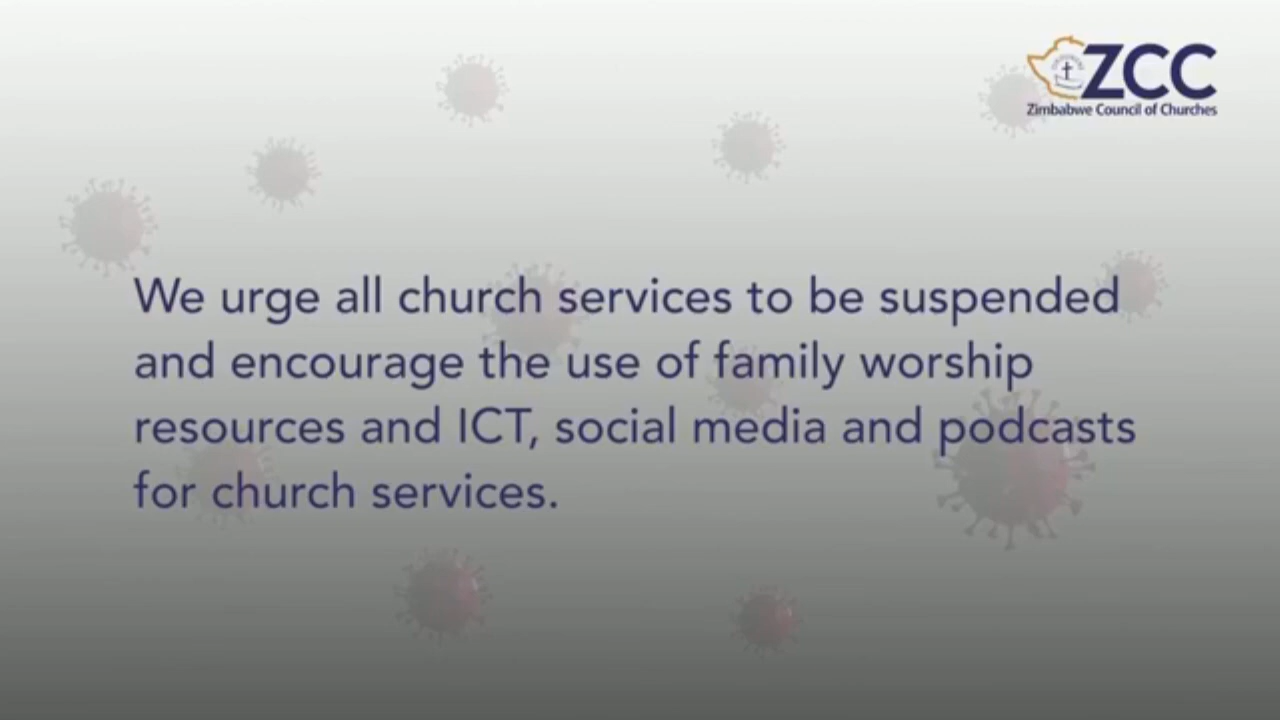 ZCC
Zimbabwe Council of Churches
We urge all church services to be suspended
and encourage the use of family worship
resources and ICT, social media and podcasts
for church services.